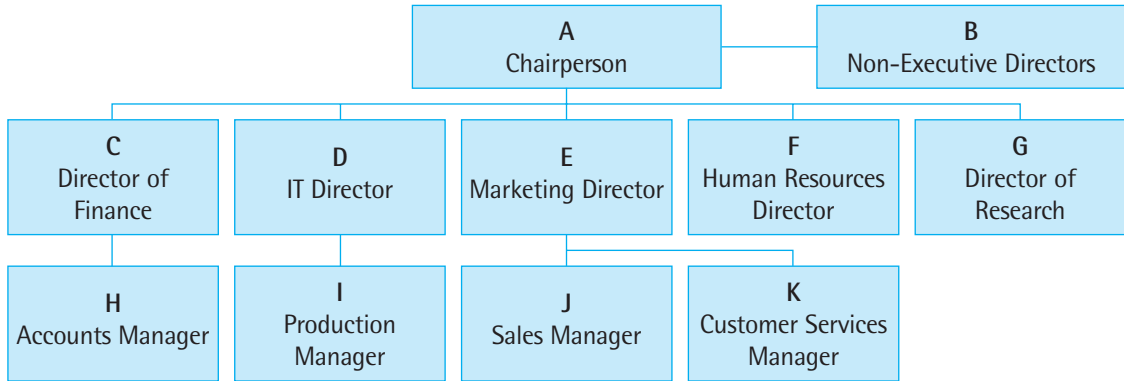 A
Chairperson
B
Non-Executive Directors
C
Director of
Finance
D
IT Director
E
Marketing Director
F
Human Resources
Director
G
Director of
Research
H
Accounts Manager
I
Production
Manager
J
Sales Manager
K
Customer Services
Manager